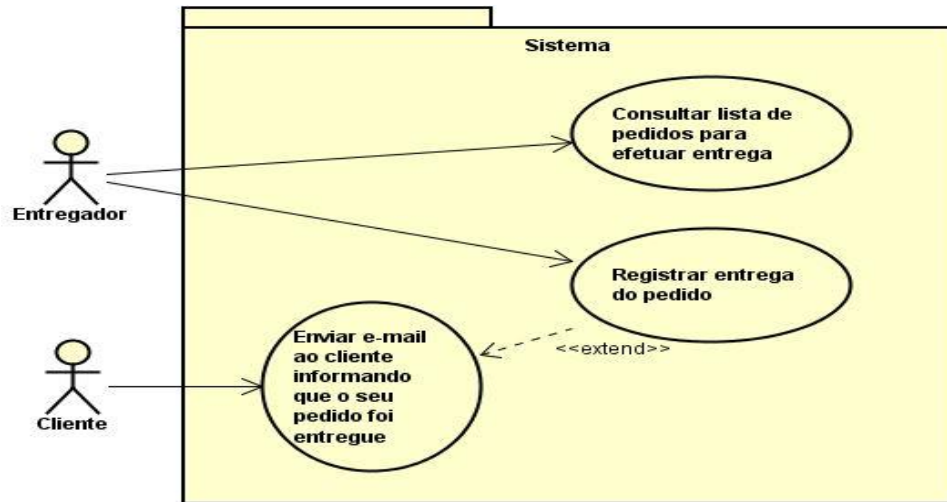 Sistema
Consultar lista de
pedidos para
efetuar entrega
Entregador
Registrar entrega
do pedido
<<extend>>
Enviar e-mail
ao cliente
informando
que o seu
pedido foi
entregue
Cliente